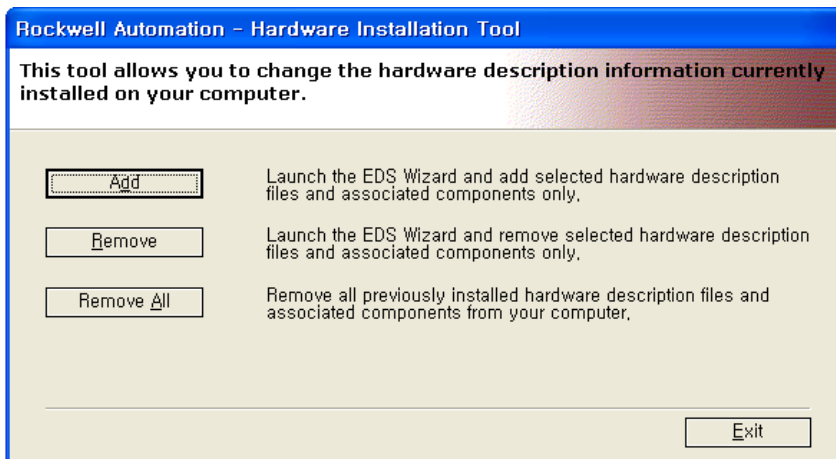 Rockwell Automation - Hardware Installation Tool
This tool allows you to change the hardware description information currently
installed on your computer.
Add
Launch the EDS Wizard and add selected hardware description
files and associated components only.
Remove
Launch the EDS Wizard and remove selected hardware description
files and associated components only.
Remove All
Remove all previously installed hardware description files and
associated components from your computer.
Exit